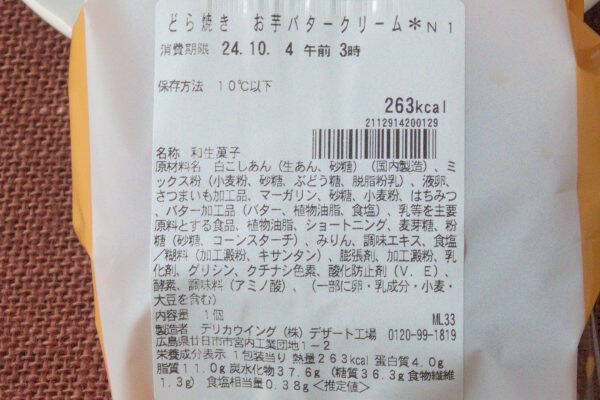 どら焼き　お芋バタークリーム＊Ｎ１
消費期限　24.10.　4　午前　3時
保存方法　１０℃以下
263kcal
2112914200129
名称　和生菓子
原材料名　白こしあん（生あん、砂糖）（国内製造）、ミ
ックス粉（小麦粉、砂糖、ぶどう糖、脱脂粉乳）、液卵、
さつまいも加工品、マーガリン、砂糖、小麦粉、はちみつ
、バター加工品（バター、植物油脂、食塩）、乳等を主要
原料とする食品、植物油脂、ショートニング、麦芽糖、粉
糖（砂糖、コーンスターチ）、みりん、調味エキス、食塩
／糊料（加工澱粉、キサンタン）、膨張剤、加工澱粉、乳
化剤、グリシン、クチナシ色素、酸化防止剤（Ｖ．Ｅ）、
酵素、調味料（アミノ酸）、（一部に卵・乳成分・小麦・
大豆を含む）
内容量　１個　ML33
製造者　デリカウイング（株）デザート工場　0120-99-1819
広島県廿日市市宮内工業団地１－２
栄養成分表示　１包装当り　熱量２６３kcal　蛋白質４.０g
脂質１１.０g　炭水化物３７.６g　（糖質３６.３g　食物繊維
１.３g）　食塩相当量０.３８g＜推定値＞